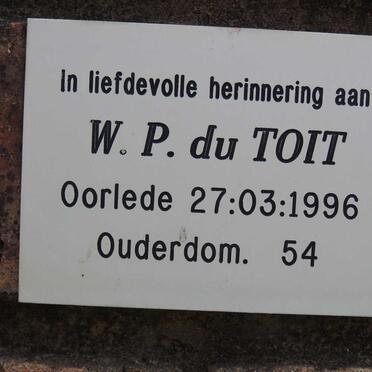 In liefdevolle herinnering aan
W. P. du TOIT
Oorlede 27:03:1996
Ouderdom. 54